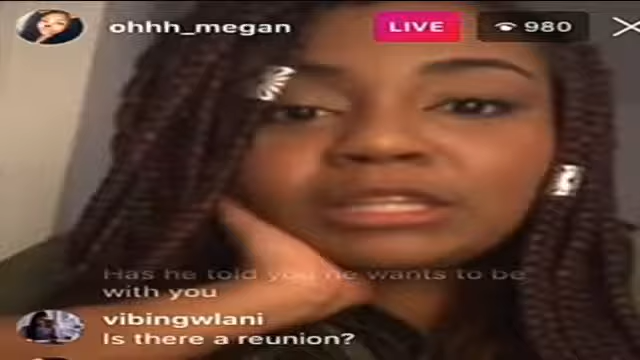 ohhh_megan
LIVE
980
Has he told you he wants to be
with you
vibingwlani
Is there a reunion?